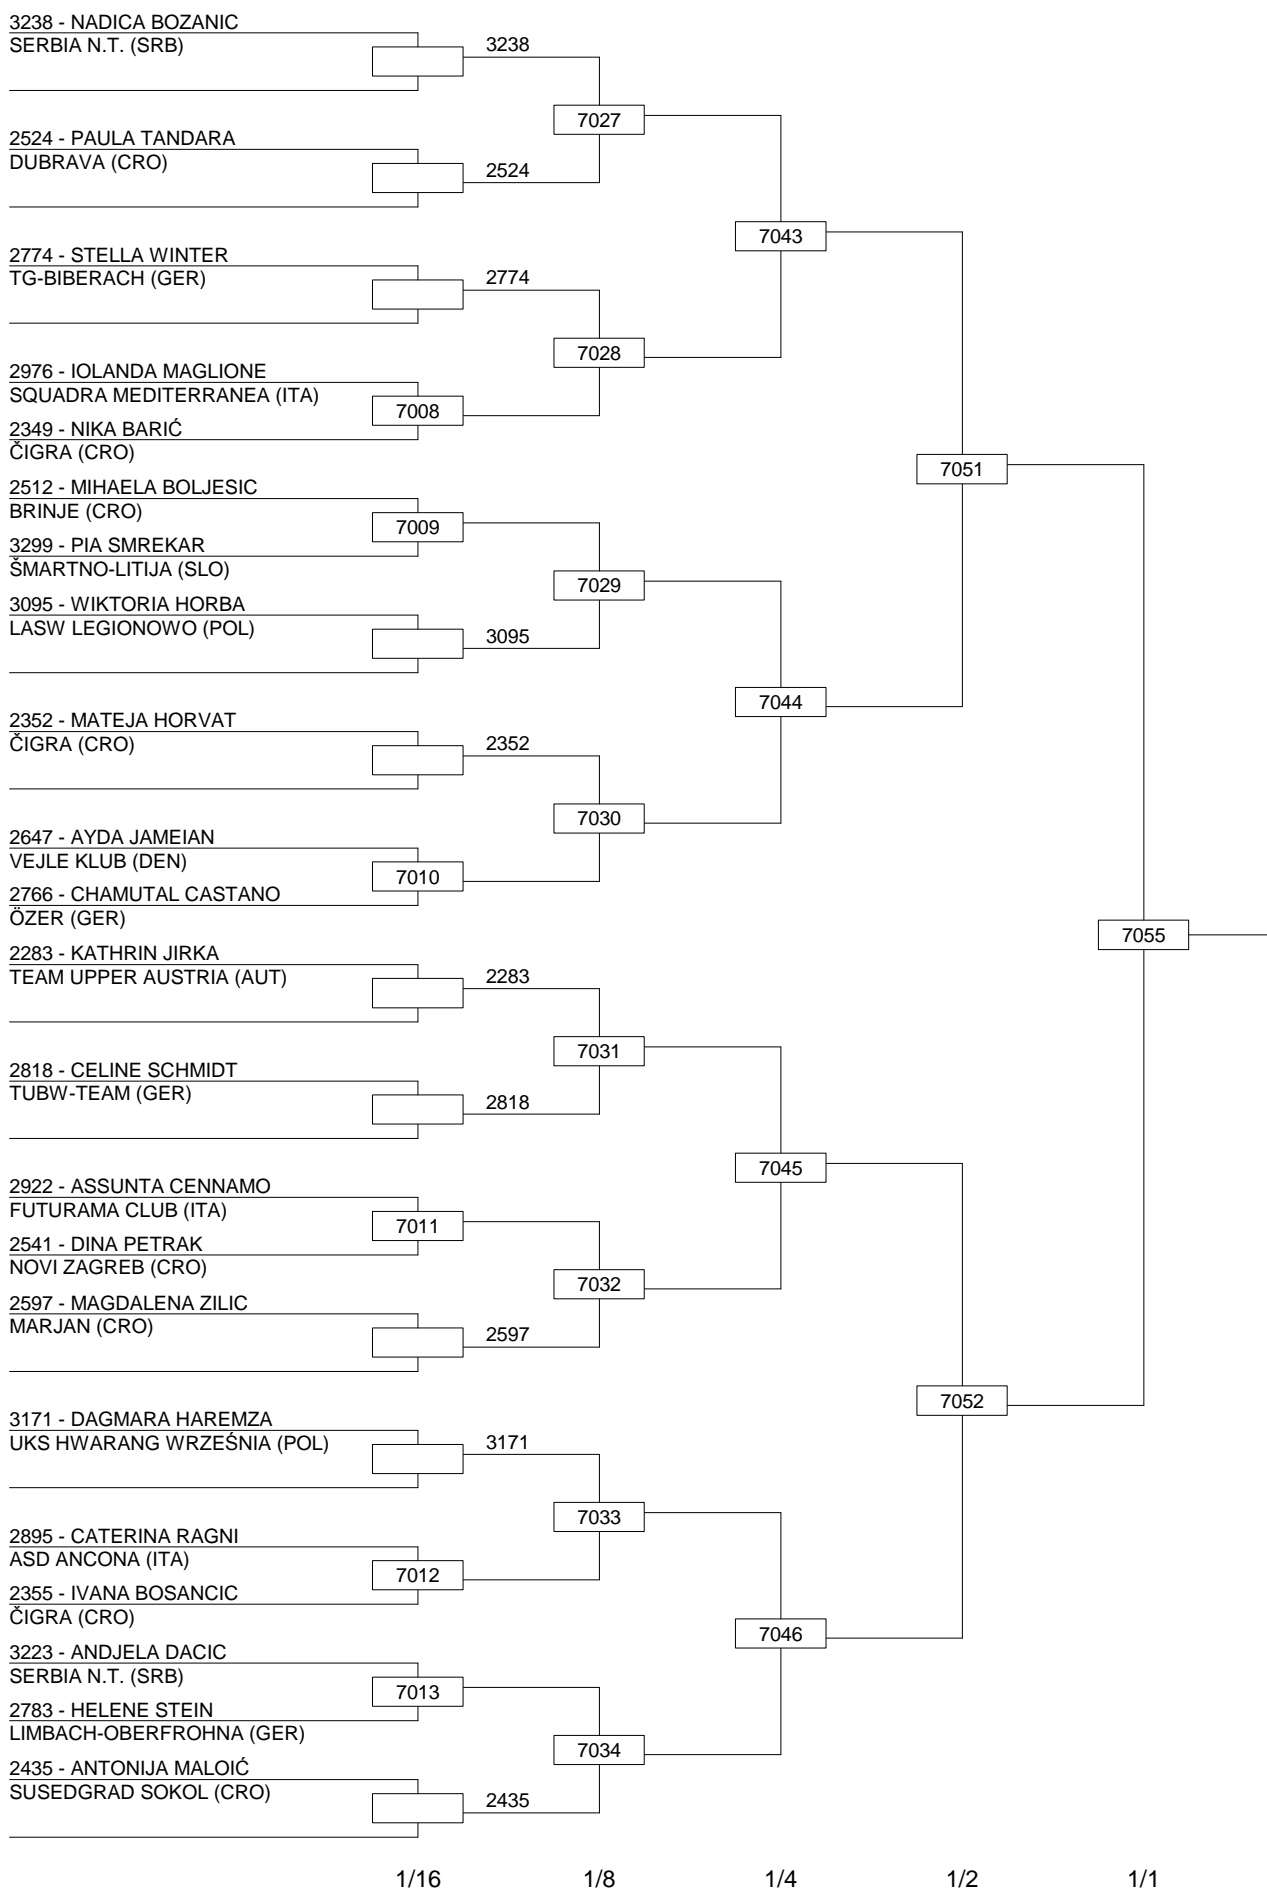 3238 - NADICA BOZANIC
SERBIA N.T. (SRB)
3238
7027
2524 - PAULA TANDARA
DUBRAVA (CRO)
2524
7043
2774 - STELLA WINTER
TG-BIBERACH (GER)
2774
7028
2976 - IOLANDA MAGLIONE
SQUADRA MEDITERRANEA (ITA)
7008
2349 - NIKA BARIĆ
ČIGRA (CRO)
7051
2512 - MIHAELA BOLJESIC
BRINJE (CRO)
7009
3299 - PIA SMREKAR
ŠMARTNO-LITIJA (SLO)
7029
3095 - WIKTORIA HORBA
LASW LEGIONOWO (POL)
3095
7044
2352 - MATEJA HORVAT
ČIGRA (CRO)
2352
7030
2647 - AYDA JAMEIAN
VEJLE KLUB (DEN)
7010
2766 - CHAMUTAL CASTANO
ÖZER (GER)
7055
2283 - KATHRIN JIRKA
TEAM UPPER AUSTRIA (AUT)
2283
7031
2818 - CELINE SCHMIDT
TUBW-TEAM (GER)
2818
7045
2922 - ASSUNTA CENNAMO
FUTURAMA CLUB (ITA)
7011
2541 - DINA PETRAK
NOVI ZAGREB (CRO)
7032
2597 - MAGDALENA ZILIC
MARJAN (CRO)
2597
7052
3171 - DAGMARA HAREMZA
UKS HWARANG WRZEŚNIA (POL)
3171
7033
2895 - CATERINA RAGNI
ASD ANCONA (ITA)
7012
2355 - IVANA BOSANCIC
ČIGRA (CRO)
7046
3223 - ANDJELA DACIC
SERBIA N.T. (SRB)
7013
2783 - HELENE STEIN
LIMBACH-OBERFROHNA (GER)
7034
2435 - ANTONIJA MALOIĆ
SUSEDGRAD SOKOL (CRO)
2435
1/16 1/8 1/4 1/2 1/1